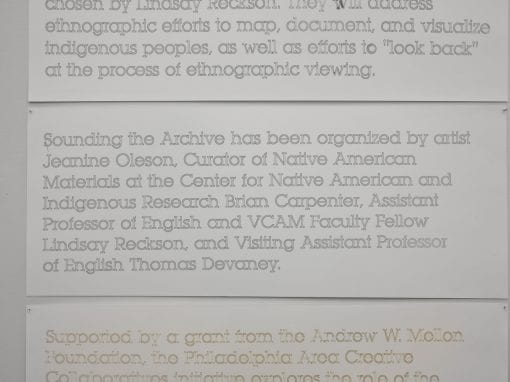 chosen by Lindsay Reckson. They will address
ethnographic efforts to map, document, and visualize
indigenous peoples, as well as efforts to "look back"
at the process of ethnographic viewing.
Sounding the Archive has been organized by artist
Jeanine Oleson, Curator of Native American
Materials at the Center for Native American and
Indigenous Research Brian Carpenter, Assistant
Professor of English and VCAM Faculty Fellow
Lindsay Reckson, and Visiting Assistant Professor
of English Thomas Devaney.
Supported by a grant from the Andrew W. Mellon
Foundation, the Philadelphia Area Creative
Collaboratives initiative explores the role of the